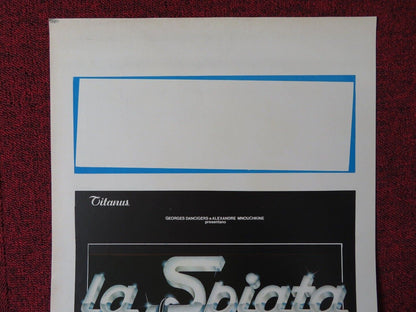 Titanus
GEORGES DANCIGERS e ALEXANDRE MNOUCHKINE
presentano
la Spiata